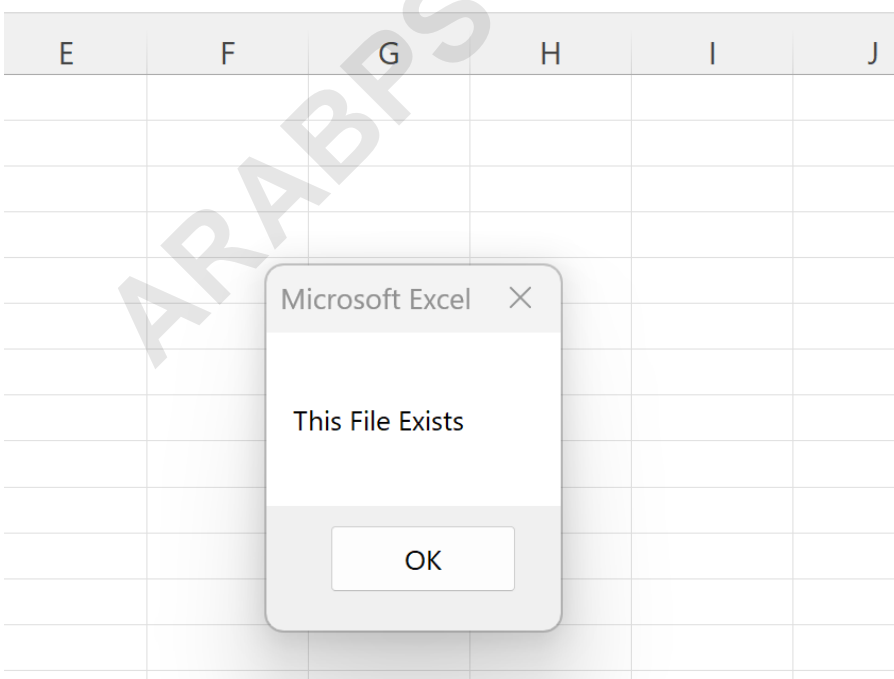 E F G H I J
ARABPS
Microsoft Excel
This File Exists
OK